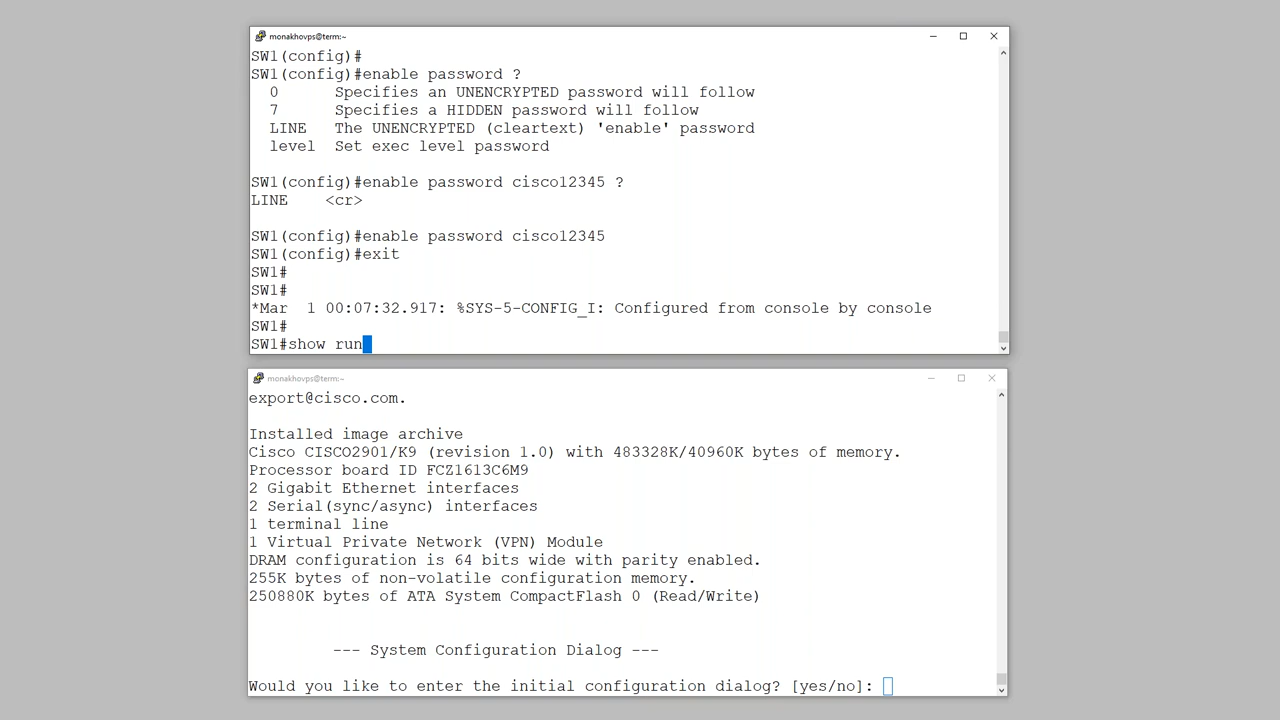 monakhovps@term:~
SW1(config)#
SW1(config)#enable password ?
  0      Specifies an UNENCRYPTED password will follow
  7      Specifies a HIDDEN password will follow
  LINE   The UNENCRYPTED (cleartext) 'enable' password
  level  Set exec level password
SW1(config)#enable password cisco12345 ?
LINE    <cr>
SW1(config)#enable password cisco12345
SW1(config)#exit
SW1#
SW1#
*Mar  1 00:07:32.917: %SYS-5-CONFIG_I: Configured from console by console
SW1#
SW1#show run
monakhovps@term:~
export@cisco.com.
Installed image archive
Cisco CISCO2901/K9 (revision 1.0) with 483328K/40960K bytes of memory.
Processor board ID FCZ1613C6M9
2 Gigabit Ethernet interfaces
2 Serial(sync/async) interfaces
1 terminal line
1 Virtual Private Network (VPN) Module
DRAM configuration is 64 bits wide with parity enabled.
255K bytes of non-volatile configuration memory.
250880K bytes of ATA System CompactFlash 0 (Read/Write)
         --- System Configuration Dialog ---
Would you like to enter the initial configuration dialog? [yes/no]: